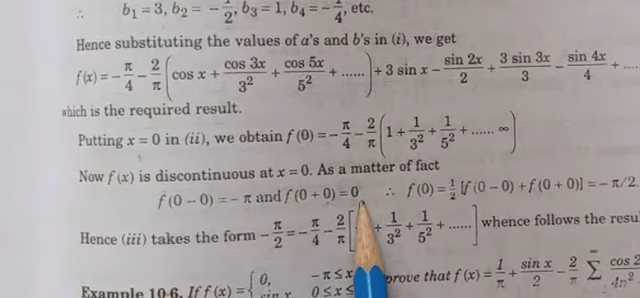 ∴ b₁ = 3, b₂ = – 1/2, b₃ = 1, b₄ = – 1/4, etc.
Hence substituting the values of a's and b's in (i), we get
f(x) = – π/4 – 2/π (cos x + cos 3x/3² + cos 5x/5² + ......) + 3 sin x – sin 2x/2 + 3 sin 3x/3 – sin 4x/4 + ....
which is the required result.
Putting x = 0 in (ii), we obtain f(0) = – π/4 – 2/π (1 + 1/3² + 1/5² + ...... ∞)
Now f(x) is discontinuous at x = 0. As a matter of fact
f(0 – 0) = – π and f(0 + 0) = 0 ∴ f(0) = 1/2 [f(0 – 0) + f(0 + 0)] = – π/2.
Hence (iii) takes the form – π/2 = – π/4 – 2/π [ + 1/3² + 1/5² + ......] whence follows the resu
Example 10.6. If f(x) = { 0, – π ≤ x prove that f(x) = 1/π + sin x/2 – 2/π ∑ cos 2
sin x, 0 ≤ x ≤ 4n²